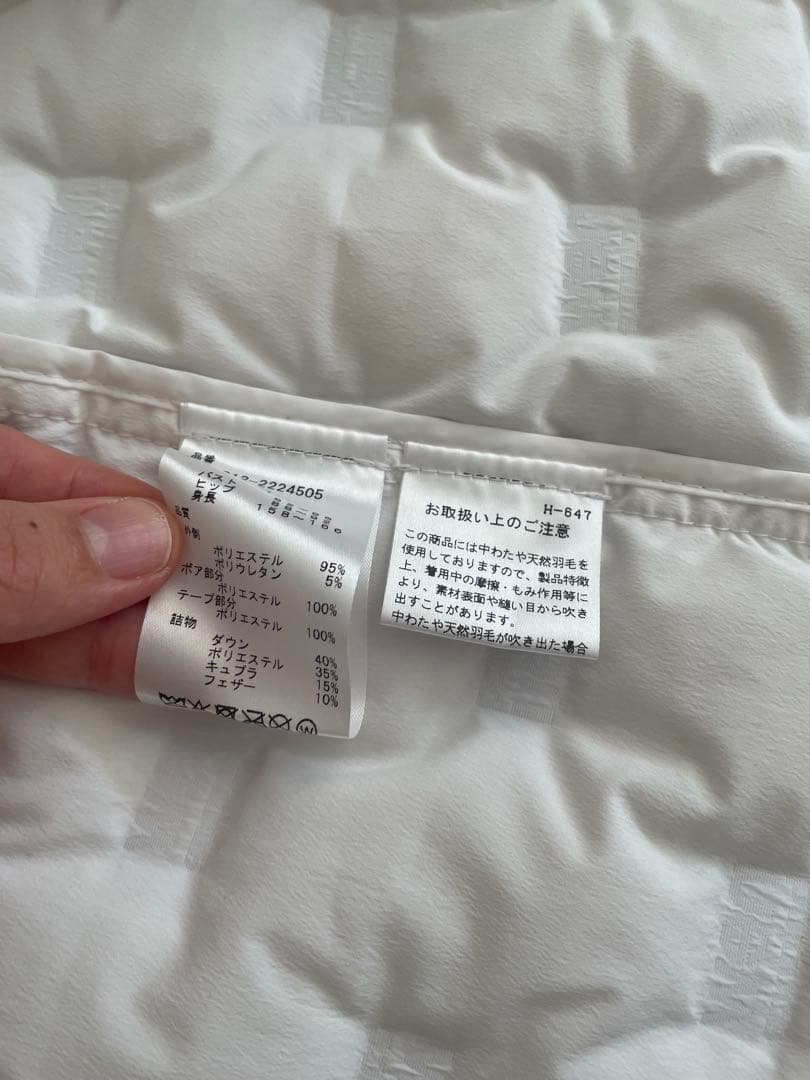 品番
-2224505
バスト
ヒップ
身長
品質
外側
ポリエステル 95%
ポリウレタン 5%
ボア部分
ポリエステル 100%
テープ部分
ポリエステル 100%
詰物
ダウン 40%
ポリエステル 35%
キュプラ 15%
フェザー 10%
W
H-647
お取扱い上のご注意
この商品には中わたや天然羽毛を
使用しておりますので、製品特徴
上、着用中の摩擦・もみ作用等に
より、素材表面や縫い目から吹き
出すことがあります。
中わたや天然羽毛が吹き出た場合